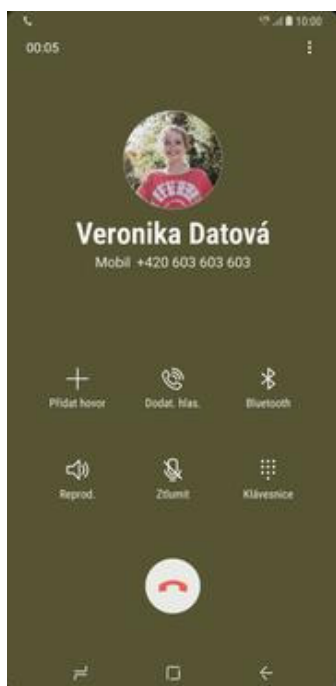 10:00
00:05
Veronika Datová
Mobil +420 603 603 603
Přidat hovor Dodat. hlas. Bluetooth
Reprod. Ztlumit Klávesnice